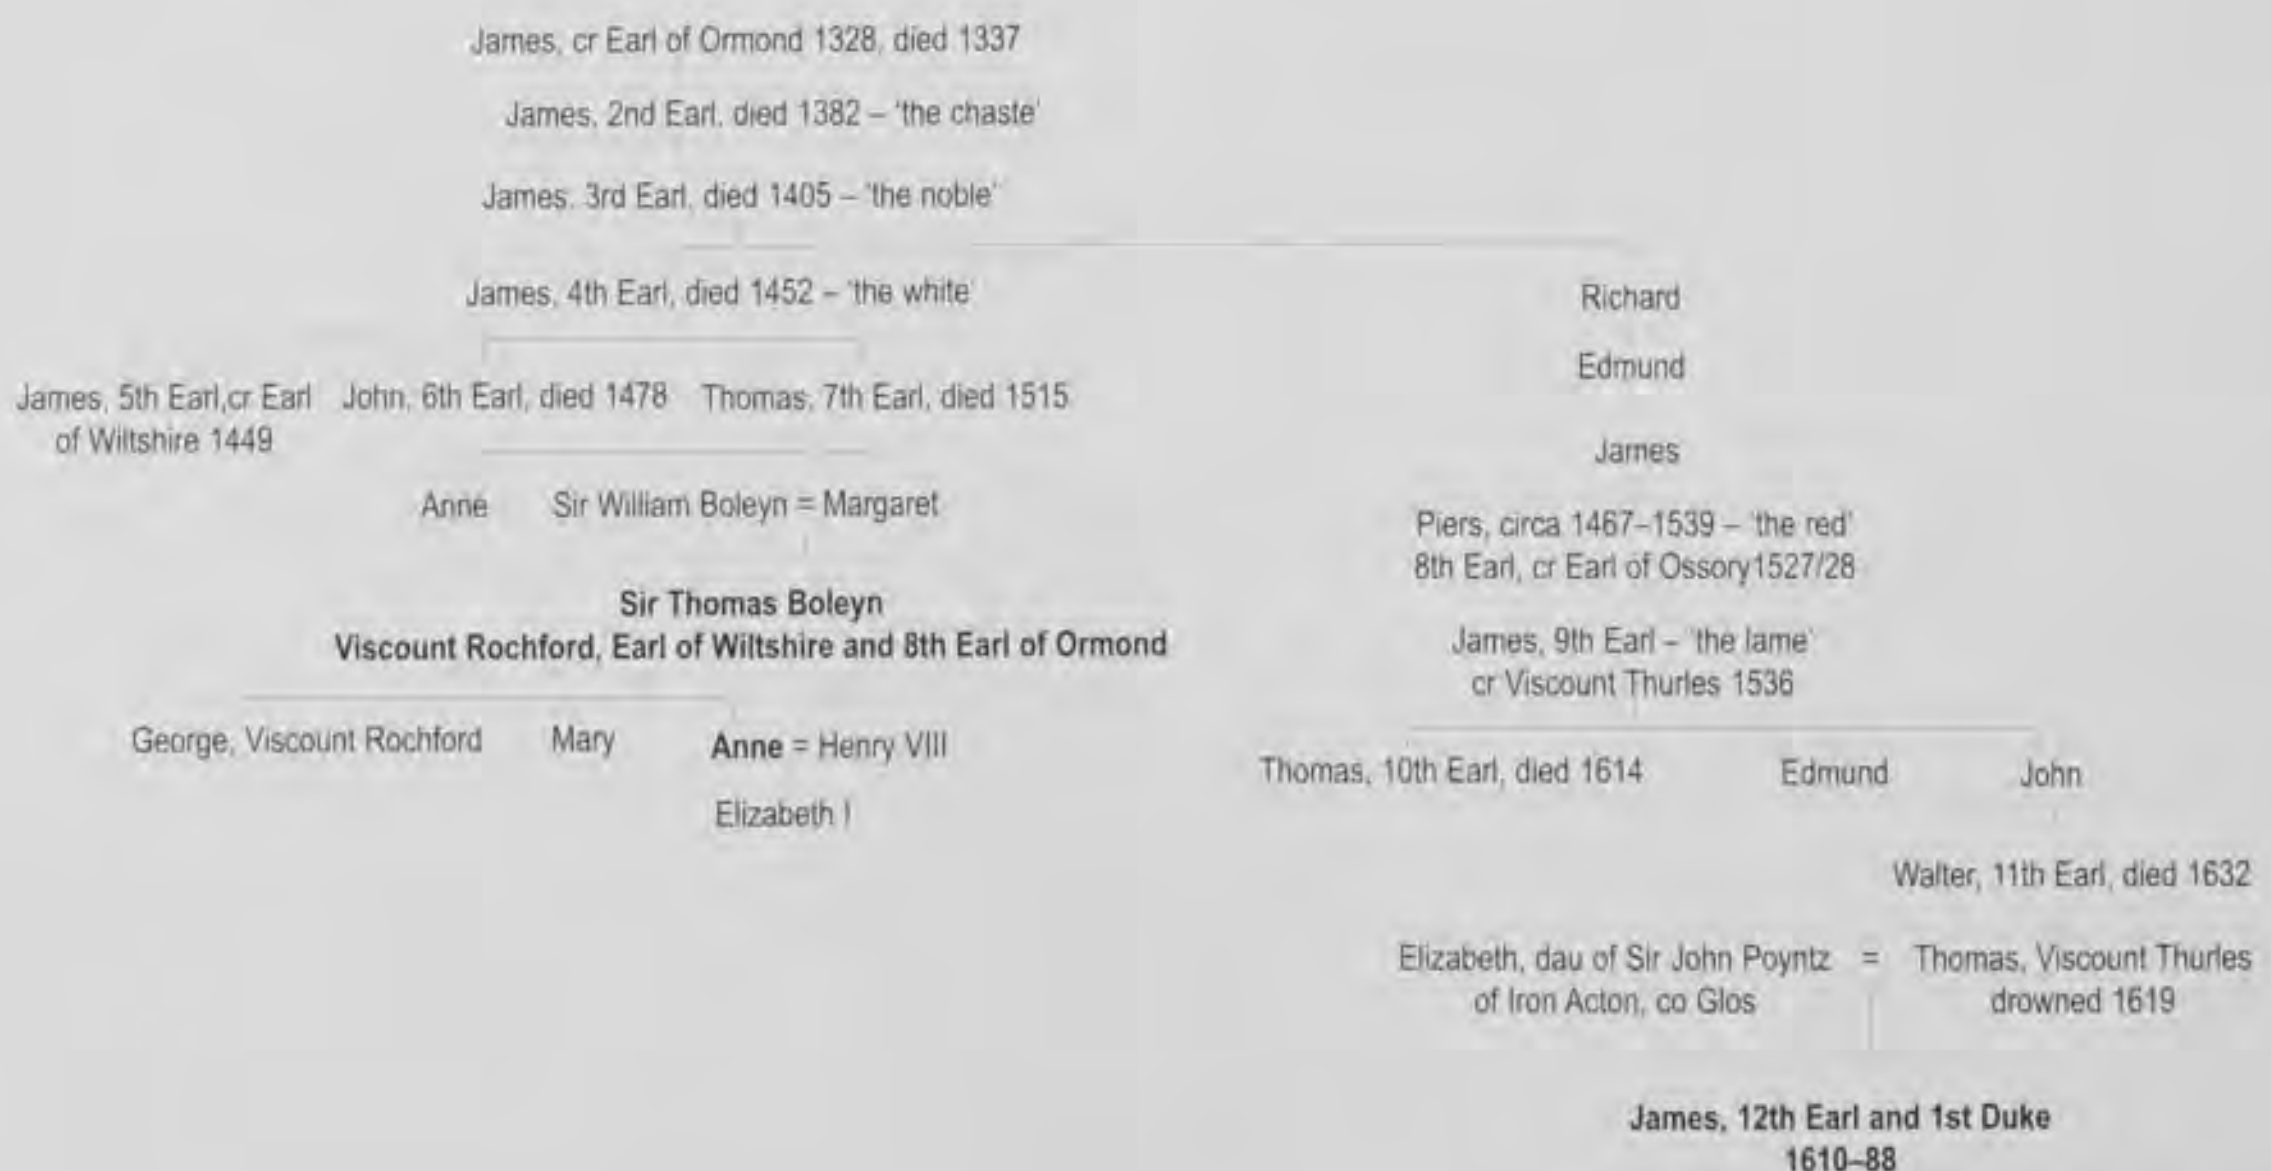 James, cr Earl of Ormond 1328, died 1337
James, 2nd Earl, died 1382 – 'the chaste'
James, 3rd Earl, died 1405 – 'the noble'
James, 4th Earl, died 1452 – 'the white'
Richard
Edmund
James, 5th Earl,cr Earl
of Wiltshire 1449
John, 6th Earl, died 1478
Thomas, 7th Earl, died 1515
James
Anne
Sir William Boleyn = Margaret
Piers, circa 1467–1539 – 'the red'
8th Earl, cr Earl of Ossory1527/28
Sir Thomas Boleyn
Viscount Rochford, Earl of Wiltshire and 8th Earl of Ormond
James, 9th Earl – 'the lame'
cr Viscount Thurles 1536
George, Viscount Rochford
Mary
Anne = Henry VIII
Elizabeth I
Thomas, 10th Earl, died 1614
Edmund
John
Walter, 11th Earl, died 1632
Elizabeth, dau of Sir John Poyntz = Thomas, Viscount Thurles
of Iron Acton, co Glos
drowned 1619
James, 12th Earl and 1st Duke
1610–88